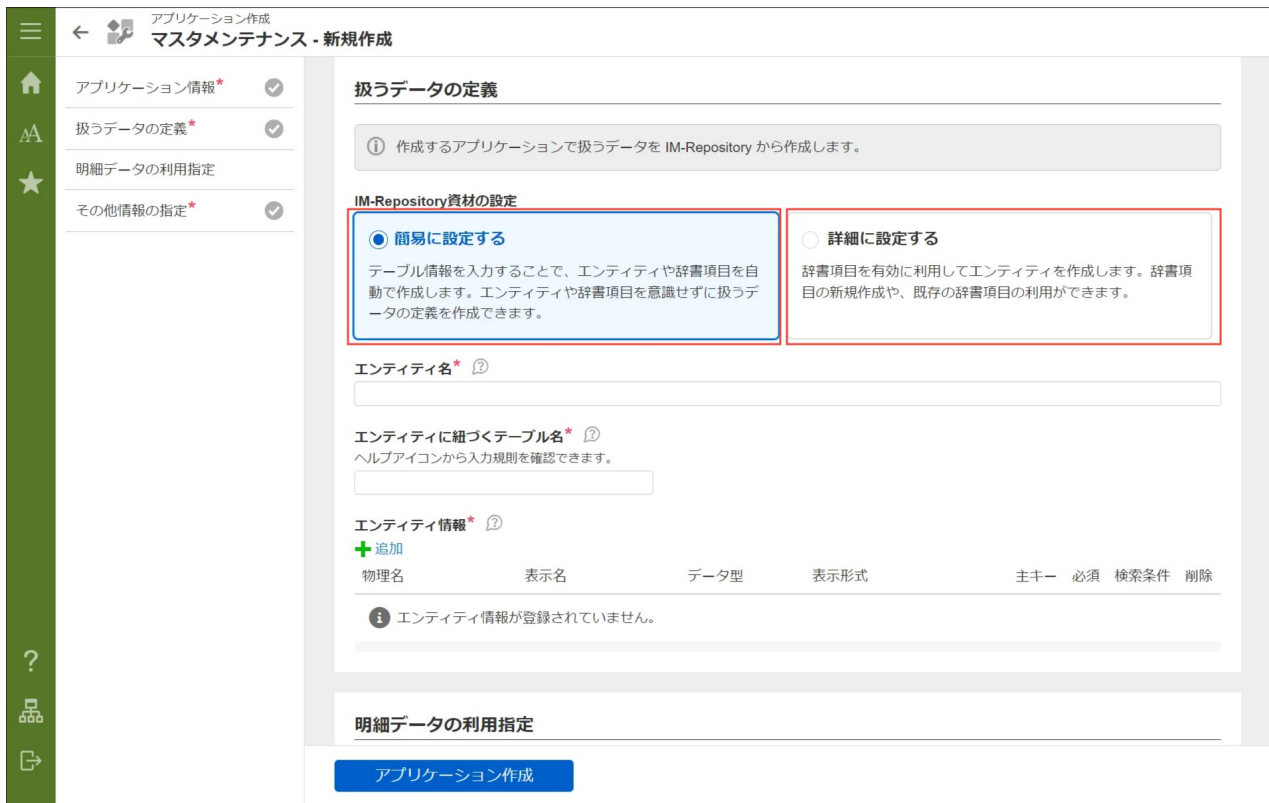 アプリケーション作成
マスタメンテナンス - 新規作成
アプリケーション情報*
扱うデータの定義*
明細データの利用指定
その他情報の指定*
扱うデータの定義
作成するアプリケーションで扱うデータを IM-Repository から作成します。
IM-Repository資材の設定
簡易に設定する
テーブル情報を入力することで、エンティティや辞書項目を自
動で作成します。エンティティや辞書項目を意識せずに扱うデ
ータの定義を作成できます。
詳細に設定する
辞書項目を有効に利用してエンティティを作成します。辞書項
目の新規作成や、既存の辞書項目の利用ができます。
エンティティ名*
エンティティに紐づくテーブル名*
ヘルプアイコンから入力規則を確認できます。
エンティティ情報*
追加
物理名 表示名 データ型 表示形式 主キー 必須 検索条件 削除
エンティティ情報が登録されていません。
明細データの利用指定
アプリケーション作成